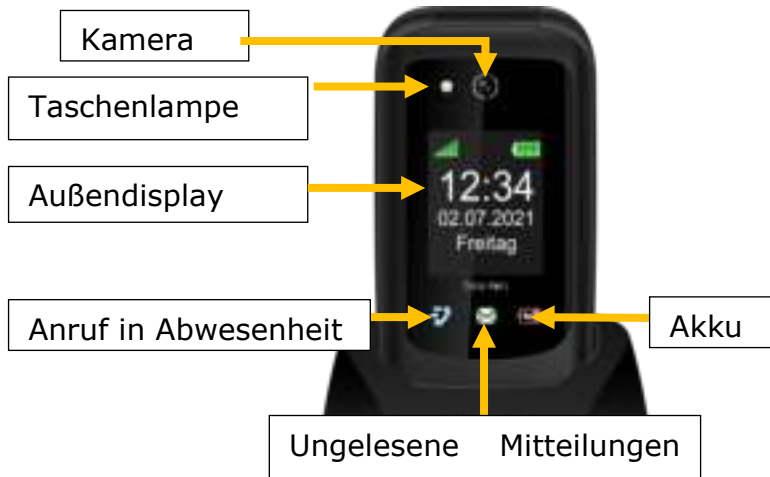 Kamera
Taschenlampe
Außendisplay
12:34
02.07.2021
Freitag
Anruf in Abwesenheit
Akku
Ungelesene Mitteilungen